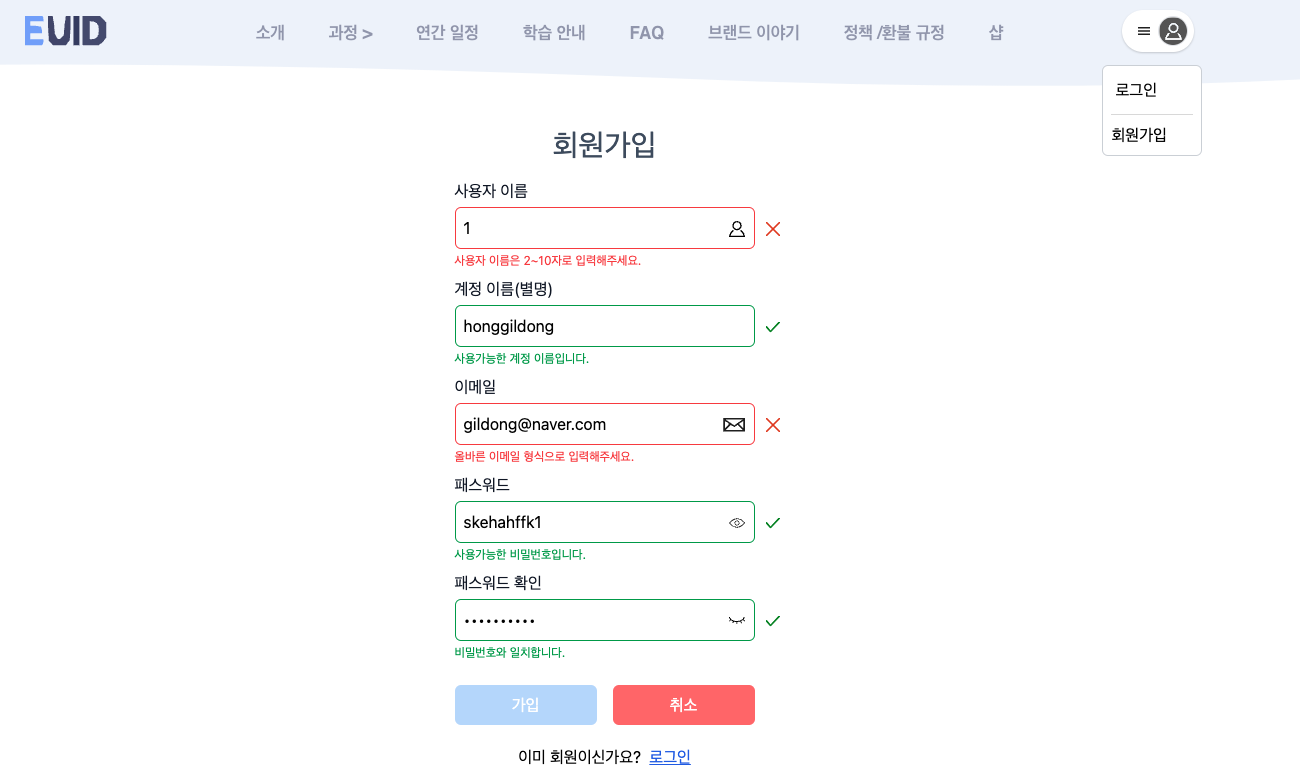 EUID
소개 과정 > 연간 일정 학습 안내 FAQ 브랜드 이야기 정책 /환불 규정 샵
로그인
회원가입
회원가입
사용자 이름
1
사용자 이름은 2~10자로 입력해주세요.
계정 이름(별명)
honggildong
사용가능한 계정 이름입니다.
이메일
gildong@naver.com
올바른 이메일 형식으로 입력해주세요.
패스워드
skehahffk1
사용가능한 비밀번호입니다.
패스워드 확인
••••••••••
비밀번호와 일치합니다.
가입 취소
이미 회원이신가요? 로그인